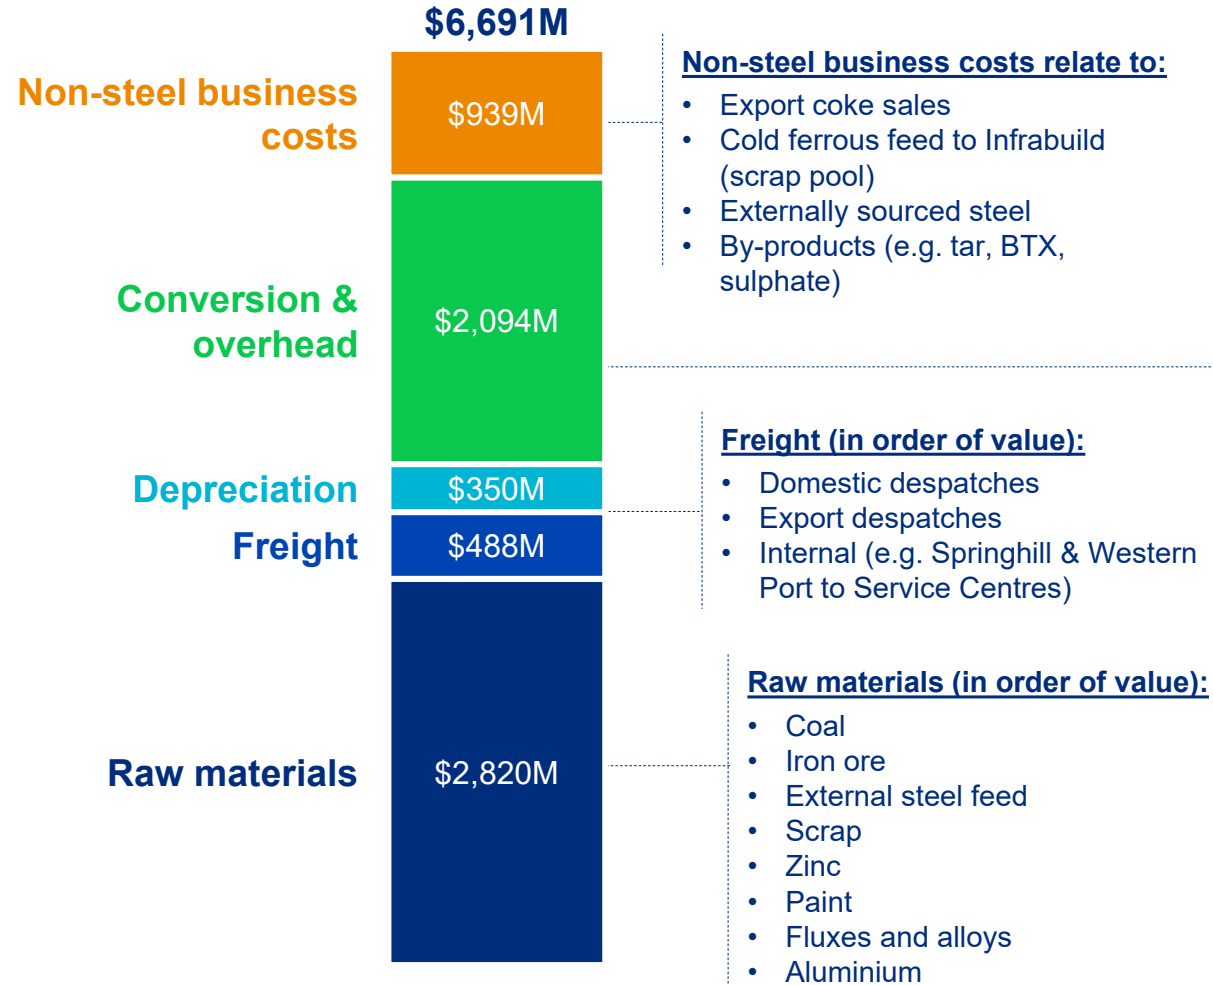 $6,691M
Non-steel business
costs
$939M
Conversion &
overhead
$2,094M
Depreciation
$350M
Freight
$488M
Raw materials
$2,820M
Non-steel business costs relate to:
• Export coke sales
• Cold ferrous feed to Infrabuild
(scrap pool)
• Externally sourced steel
• By-products (e.g. tar, BTX,
sulphate)
Freight (in order of value):
• Domestic despatches
• Export despatches
• Internal (e.g. Springhill & Western
Port to Service Centres)
Raw materials (in order of value):
• Coal
• Iron ore
• External steel feed
• Scrap
• Zinc
• Paint
• Fluxes and alloys
• Aluminium